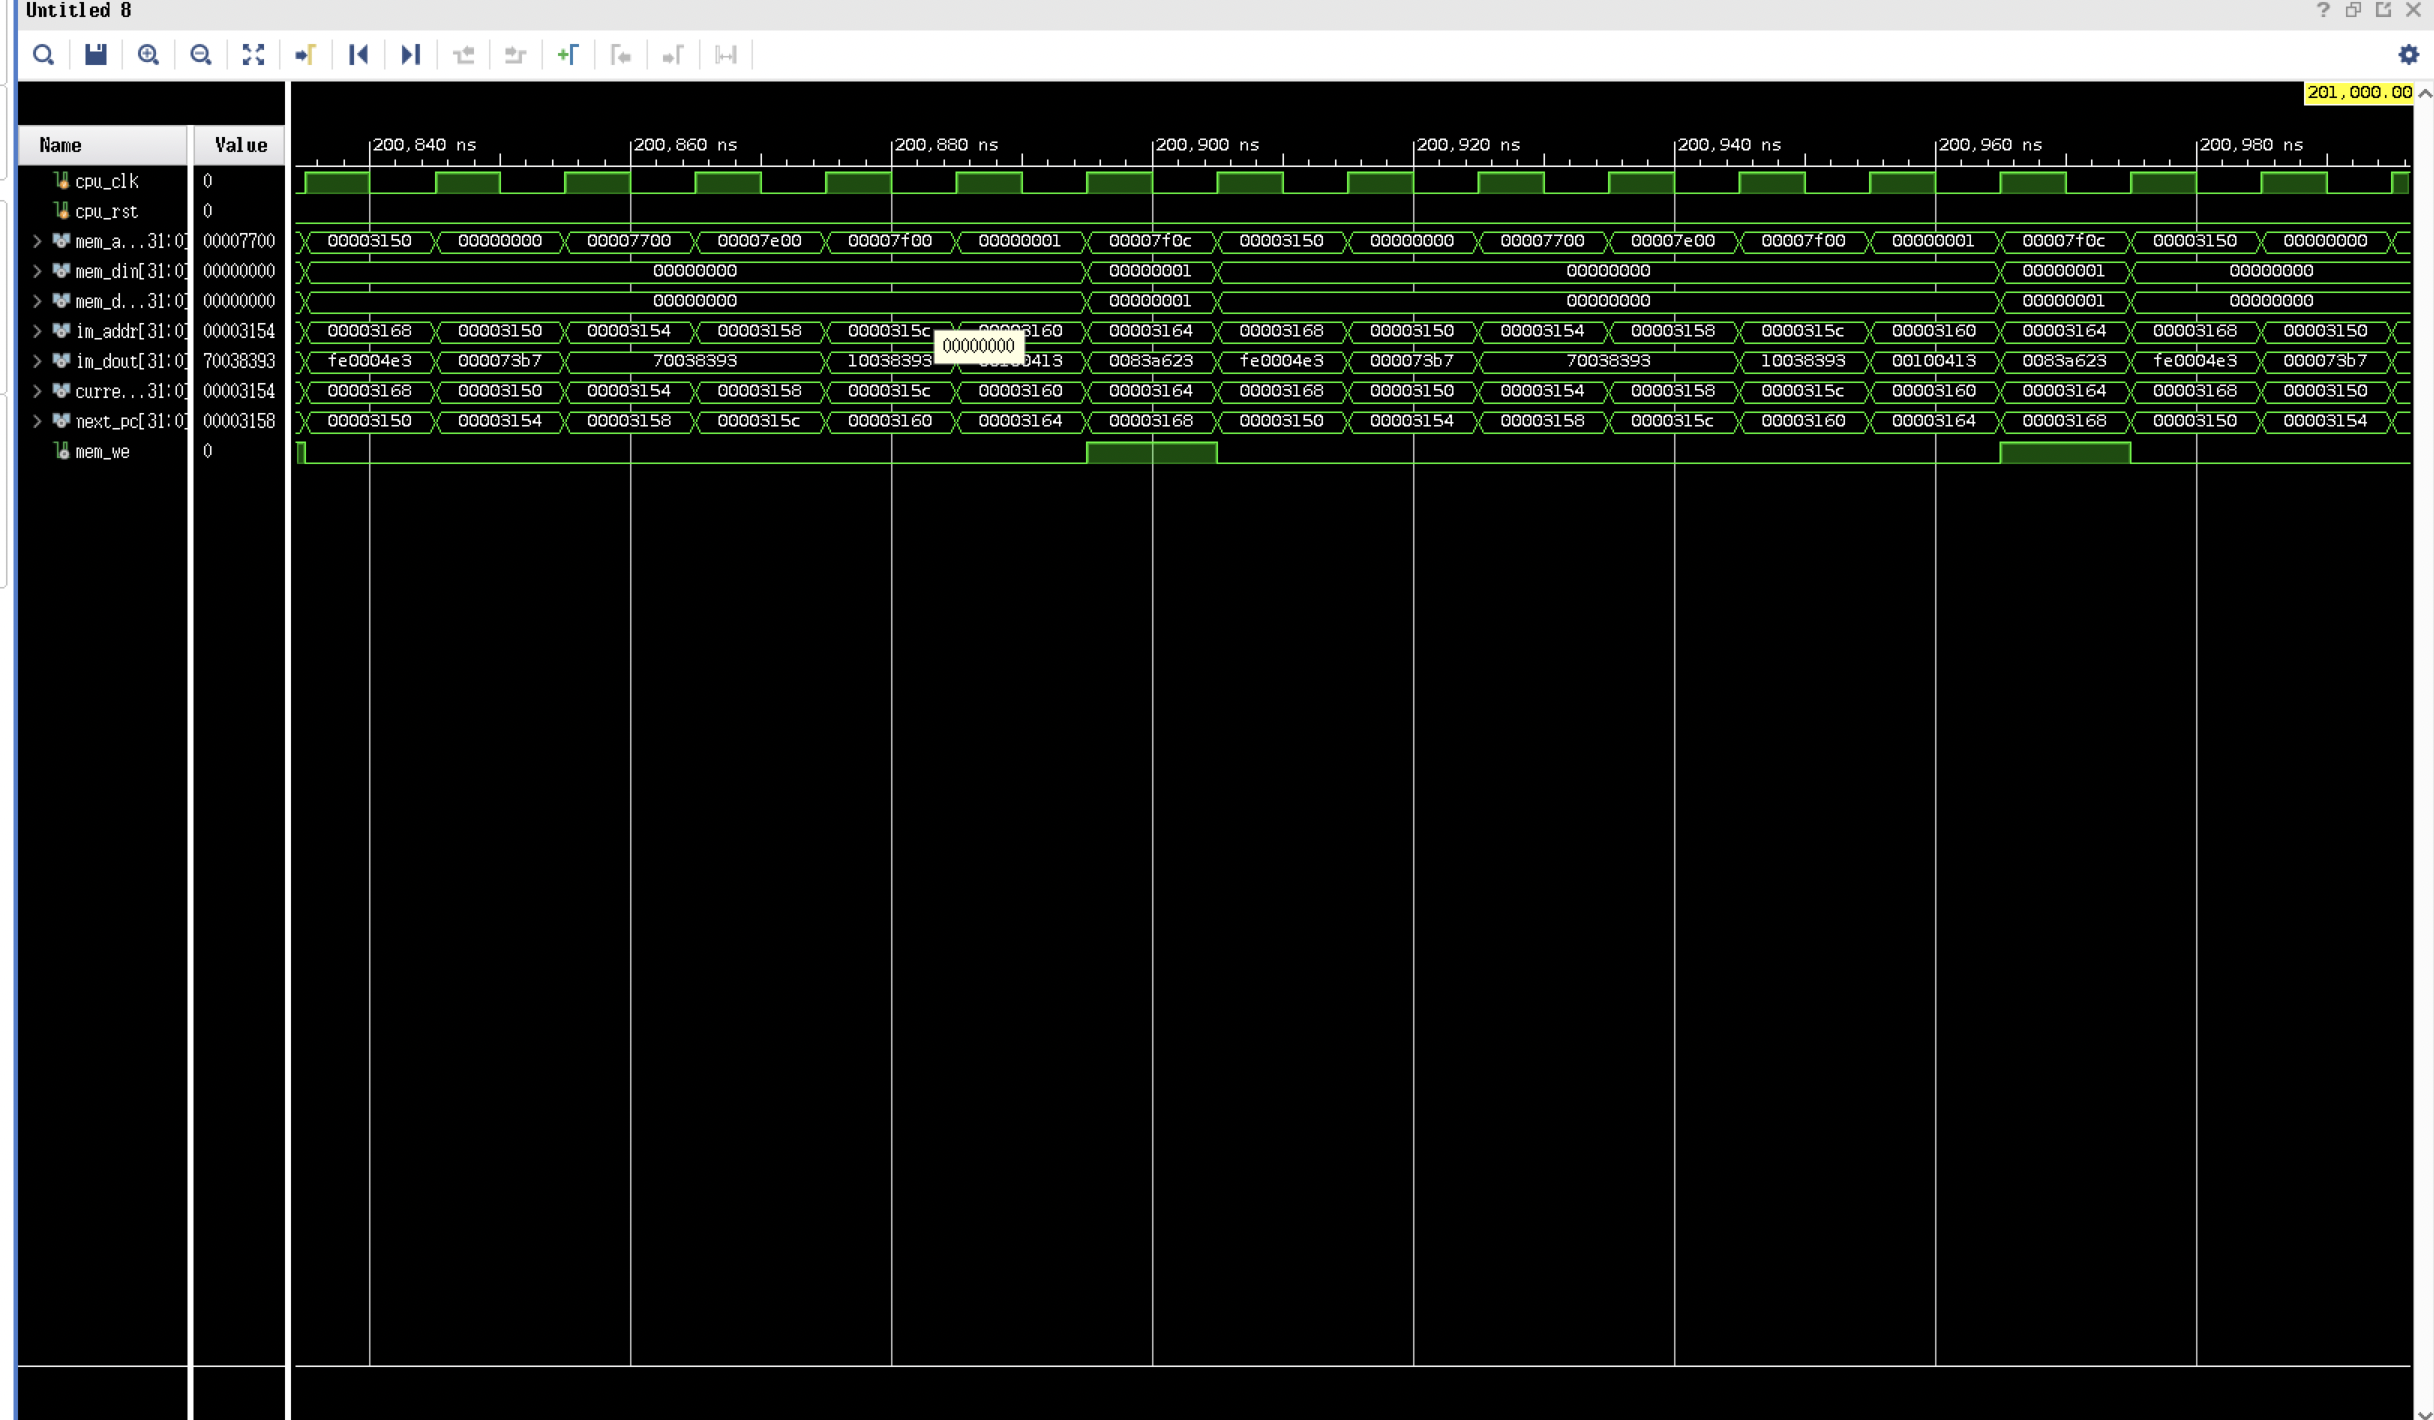 Untitled 8
201,000.00
Name Value 200,840 ns 200,860 ns 200,880 ns 200,900 ns 200,920 ns 200,940 ns 200,960 ns 200,980 ns
cpu_clk 0
cpu_rst 0
mem_a...31:0] 00007700 00003150 00000000 00007700 00007e00 00007f00 00000001 00007f0c 00003150 00000000 00007700 00007e00 00007f00 00000001 00007f0c 00003150 00000000
mem_din[31:0] 00000000 00000000 00000001 00000000 00000001 00000000
mem_d...31:0] 00000000 00000000 00000001 00000000 00000001 00000000
im_addr[31:0] 00003154 00003168 00003150 00003154 00003158 0000315c 3160 00003164 00003168 00003150 00003154 00003158 0000315c 00003160 00003164 00003168 00003150
00000000
im_dout[31:0] 70038393 fe0004e3 000073b7 70038393 10038393 0413 0083a623 fe0004e3 000073b7 70038393 10038393 00100413 0083a623 fe0004e3 000073b7
curre...31:0] 00003154 00003168 00003150 00003154 00003158 0000315c 00003160 00003164 00003168 00003150 00003154 00003158 0000315c 00003160 00003164 00003168 00003150
next_pc[31:0] 00003158 00003150 00003154 00003158 0000315c 00003160 00003164 00003168 00003150 00003154 00003158 0000315c 00003160 00003164 00003168 00003150 00003154
mem_we 0